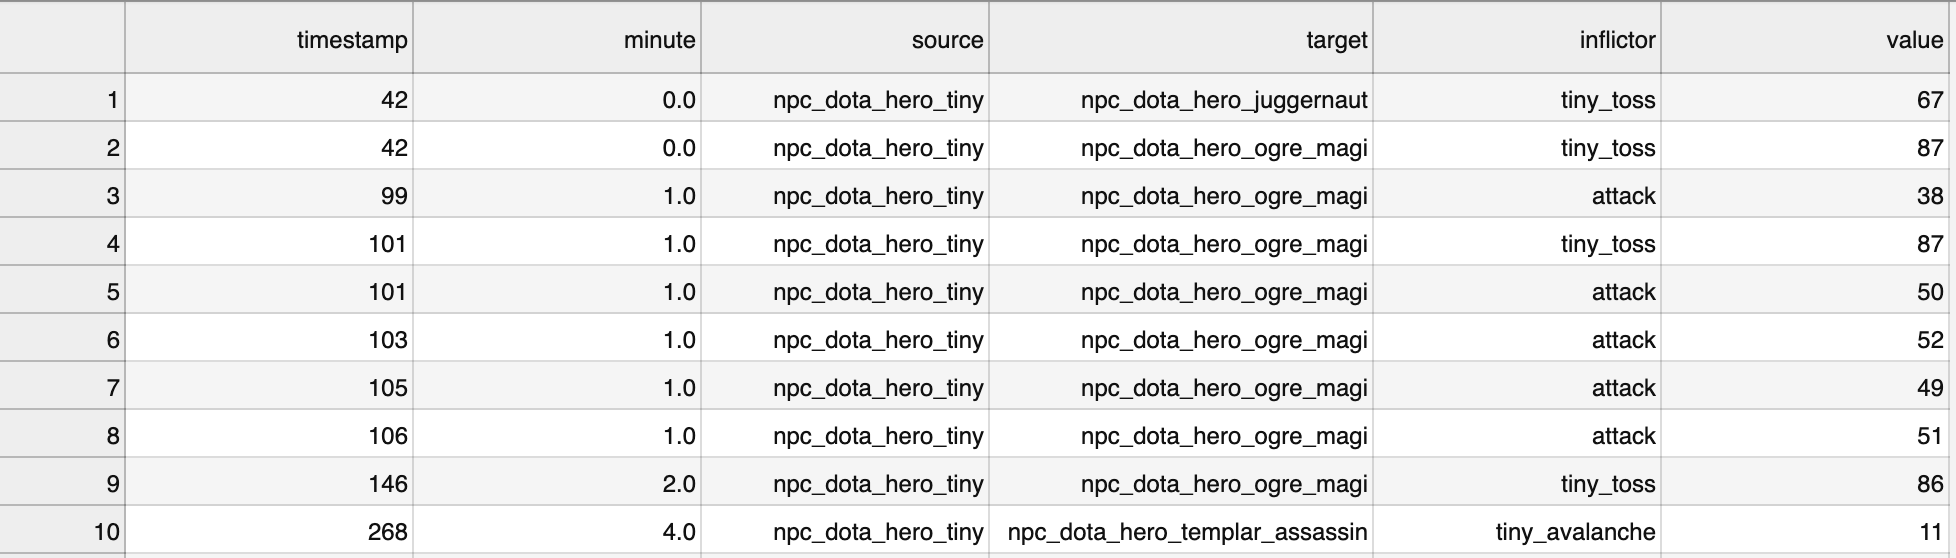 timestamp minute source target inflictor value
1 42 0.0 npc_dota_hero_tiny npc_dota_hero_juggernaut tiny_toss 67
2 42 0.0 npc_dota_hero_tiny npc_dota_hero_ogre_magi tiny_toss 87
3 99 1.0 npc_dota_hero_tiny npc_dota_hero_ogre_magi attack 38
4 101 1.0 npc_dota_hero_tiny npc_dota_hero_ogre_magi tiny_toss 87
5 101 1.0 npc_dota_hero_tiny npc_dota_hero_ogre_magi attack 50
6 103 1.0 npc_dota_hero_tiny npc_dota_hero_ogre_magi attack 52
7 105 1.0 npc_dota_hero_tiny npc_dota_hero_ogre_magi attack 49
8 106 1.0 npc_dota_hero_tiny npc_dota_hero_ogre_magi attack 51
9 146 2.0 npc_dota_hero_tiny npc_dota_hero_ogre_magi tiny_toss 86
10 268 4.0 npc_dota_hero_tiny npc_dota_hero_templar_assassin tiny_avalanche 11